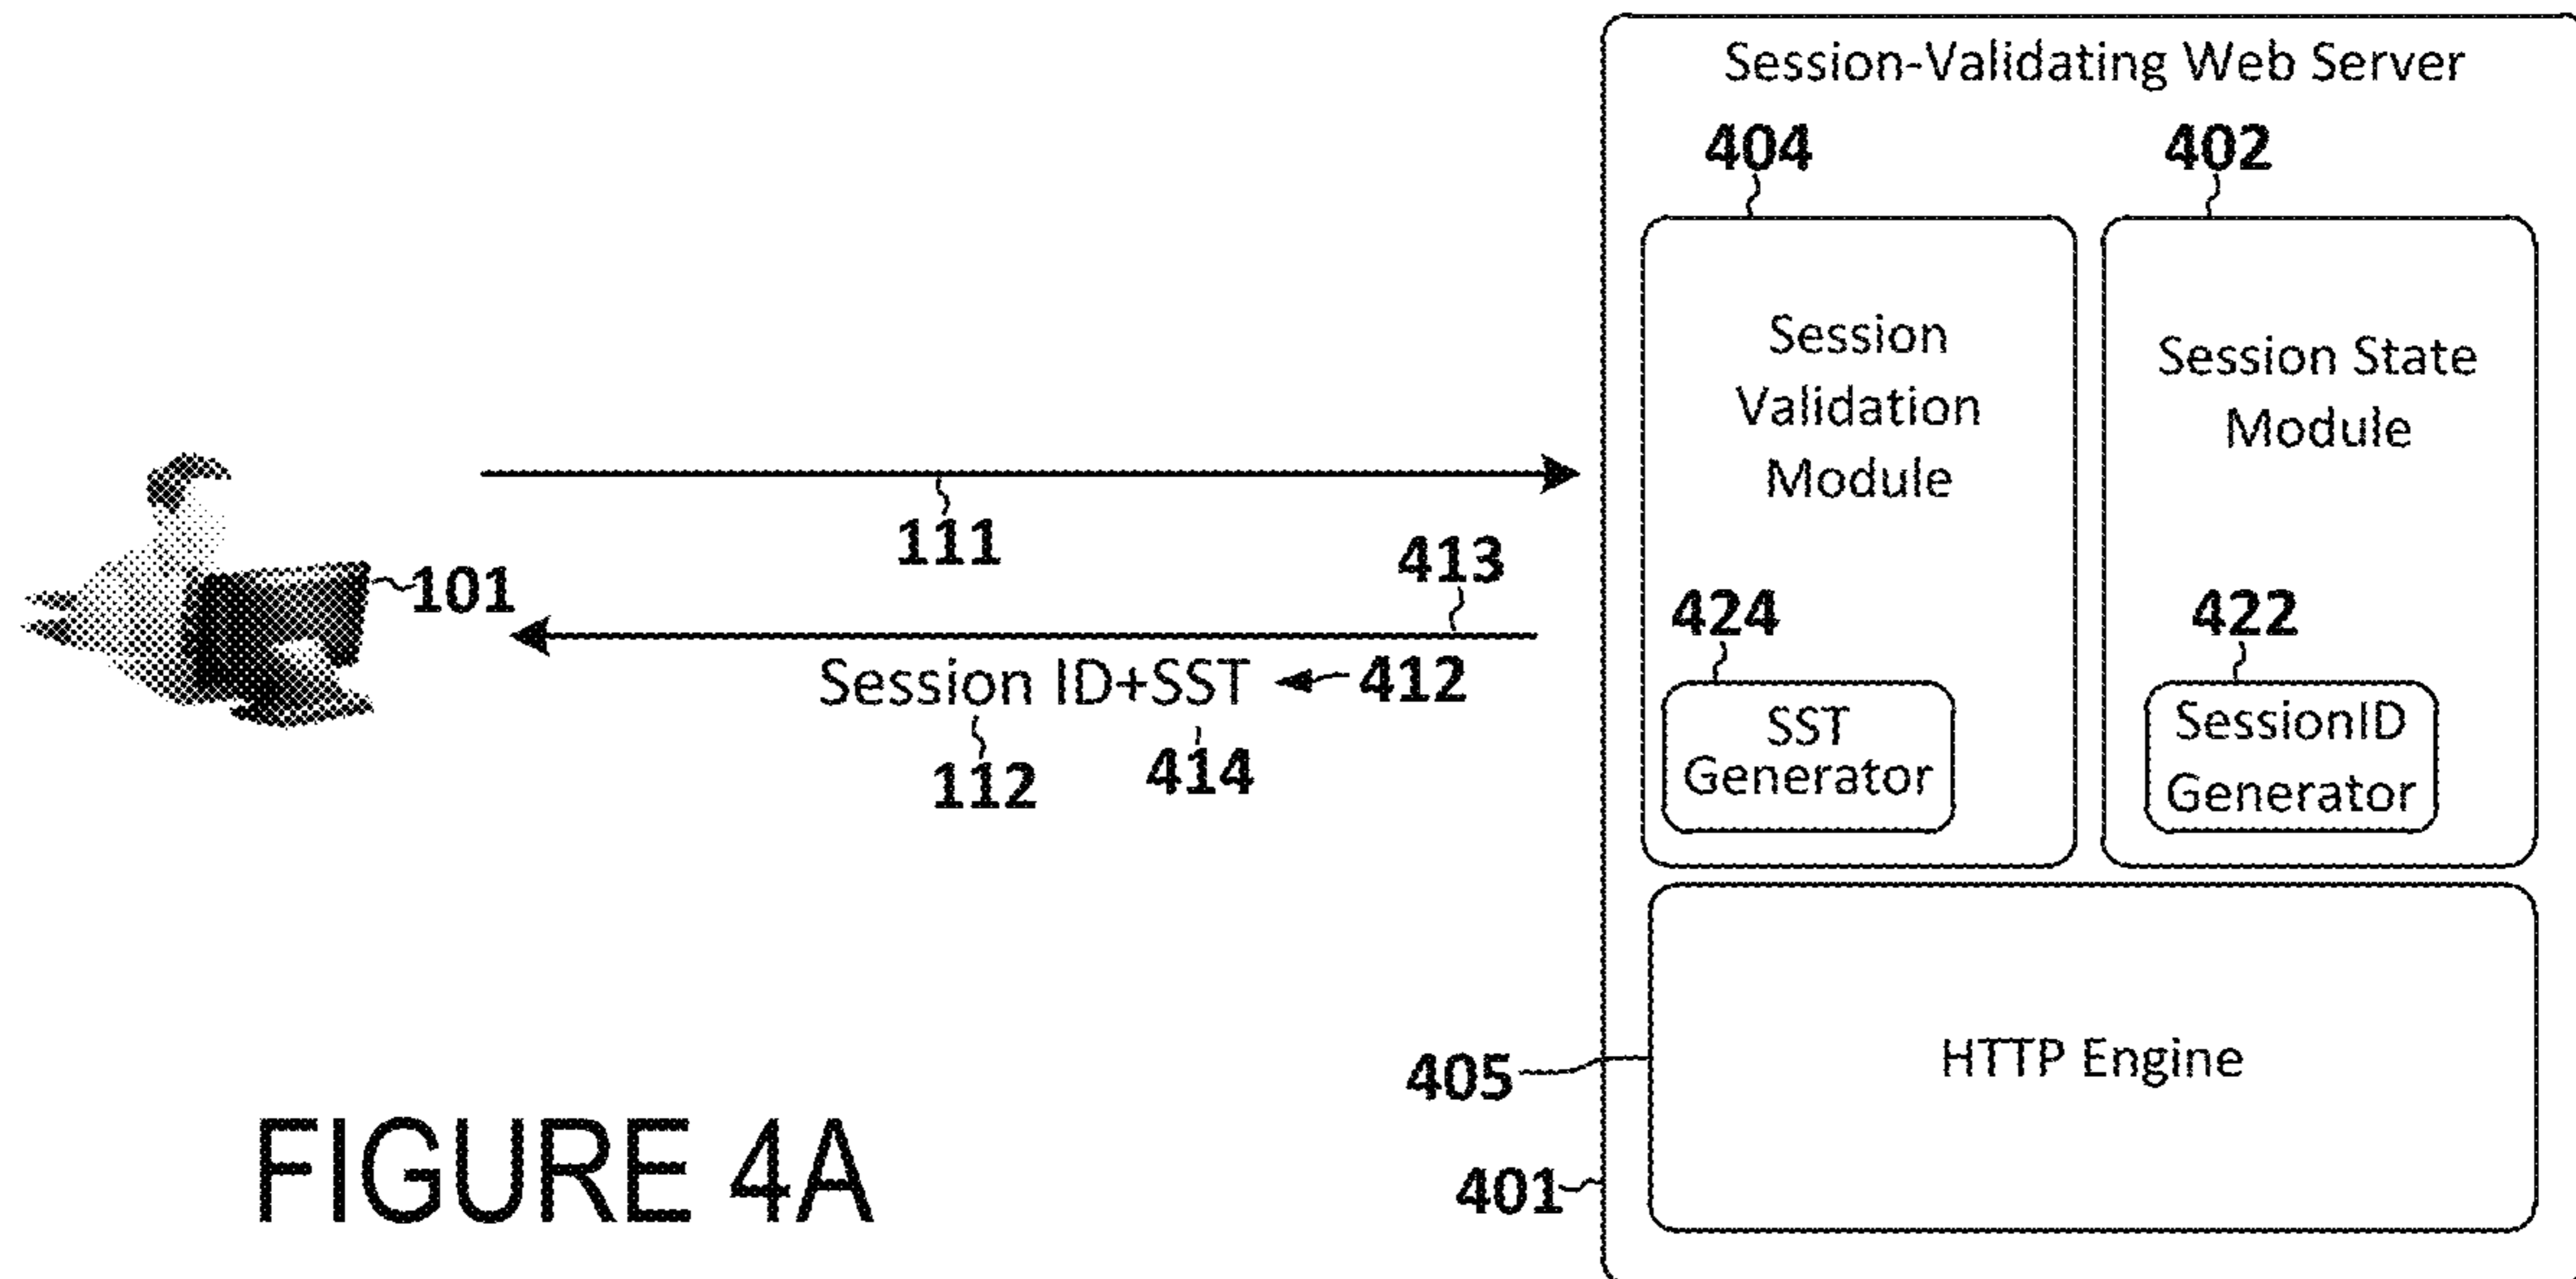 Session-Validating Web Server
404
402
Session
Validation
Module
Session State
Module
111
413
101
424
422
Session ID+SST
412
112
414
SST
Generator
SessionID
Generator
405
HTTP Engine
401
FIGURE 4A